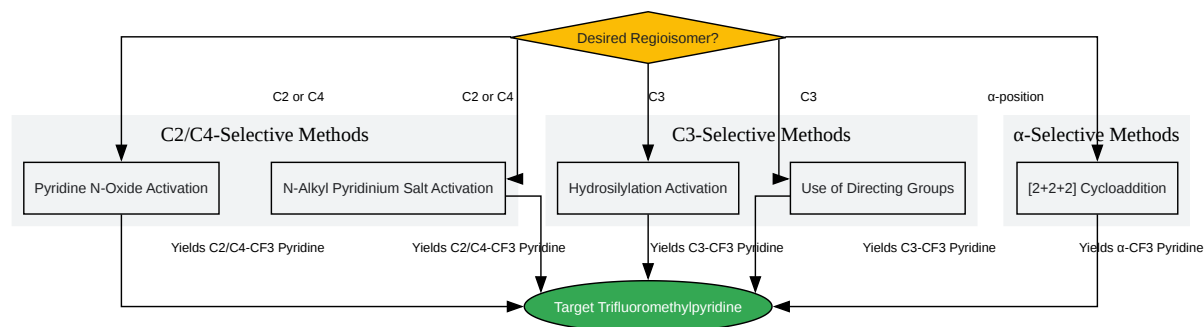 Desired Regioisomer?
C2 or C4
C2 or C4
C3
C3
α-position
C2/C4-Selective Methods
C3-Selective Methods
α-Selective Methods
Pyridine N-Oxide Activation
N-Alkyl Pyridinium Salt Activation
Hydrosilylation Activation
Use of Directing Groups
[2+2+2] Cycloaddition
Yields C2/C4-CF3 Pyridine
Yields C2/C4-CF3 Pyridine
Yields C3-CF3 Pyridine
Yields C3-CF3 Pyridine
Yields α-CF3 Pyridine
Target Trifluoromethylpyridine